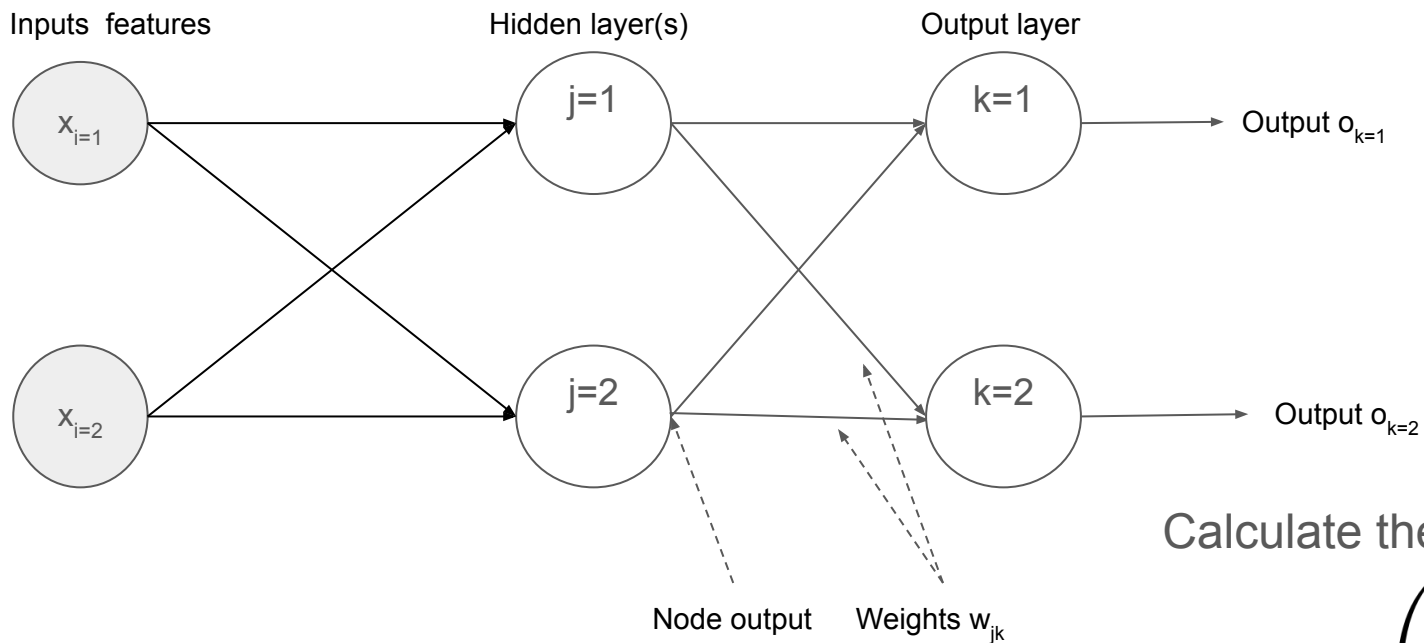 Inputs features
Hidden layer(s)
Output layer
x_{i=1}
j=1
k=1
Output o_{k=1}
x_{i=2}
j=2
k=2
Output o_{k=2}
Calculate the
Node output
Weights w_{jk}
(